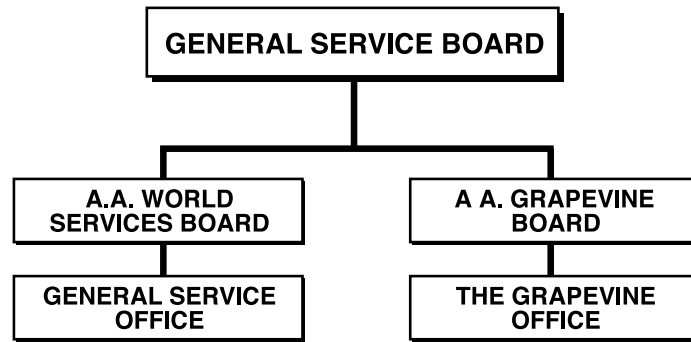 GENERAL SERVICE BOARD
A.A. WORLD
SERVICES BOARD
A A. GRAPEVINE
BOARD
GENERAL SERVICE
OFFICE
THE GRAPEVINE
OFFICE